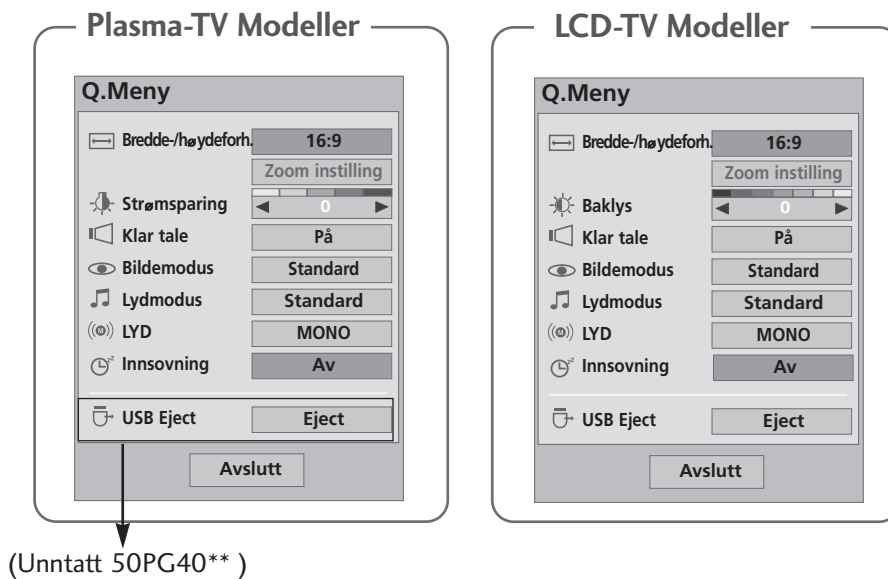 Plasma-TV Modeller
Q.Meny
Bredde-/høydeforh. 16:9
Zoom instilling
Strømsparing ◄ 0 ►
Klar tale På
Bildemodus Standard
Lydmodus Standard
LYD MONO
Innsovning Av
USB Eject Eject
Avslutt
(Unntatt 50PG40** )
LCD-TV Modeller
Q.Meny
Bredde-/høydeforh. 16:9
Zoom instilling
Baklys ◄ 0 ►
Klar tale På
Bildemodus Standard
Lydmodus Standard
LYD MONO
Innsovning Av
USB Eject Eject
Avslutt